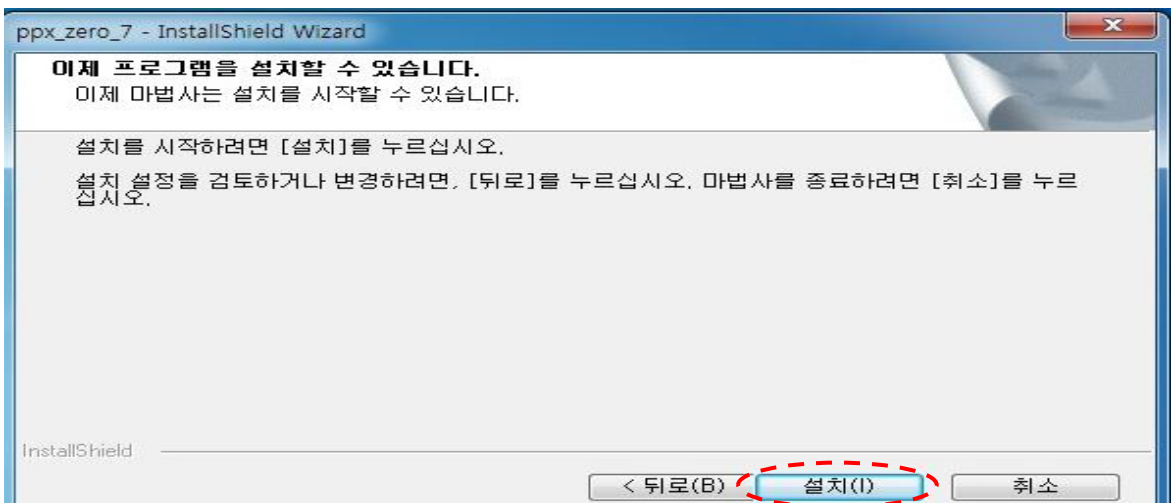 ppx_zero_7 - InstallShield Wizard
이제 프로그램을 설치할 수 있습니다.
이제 마법사는 설치를 시작할 수 있습니다.
설치를 시작하려면 [설치]를 누르십시오.
설치 설정을 검토하거나 변경하려면, [뒤로]를 누르십시오. 마법사를 종료하려면 [취소]를 누르
십시오.
InstallShield
< 뒤로(B) 설치(I) 취소